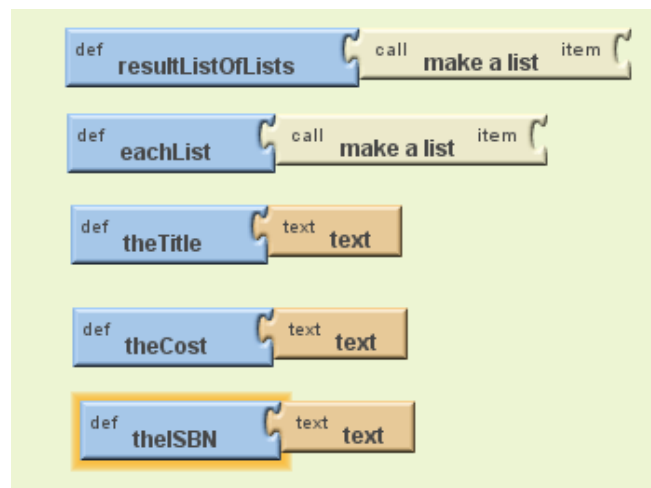 def resultListOfLists call make a list item
def eachList call make a list item
def theTitle text text
def theCost text text
def theISBN text text